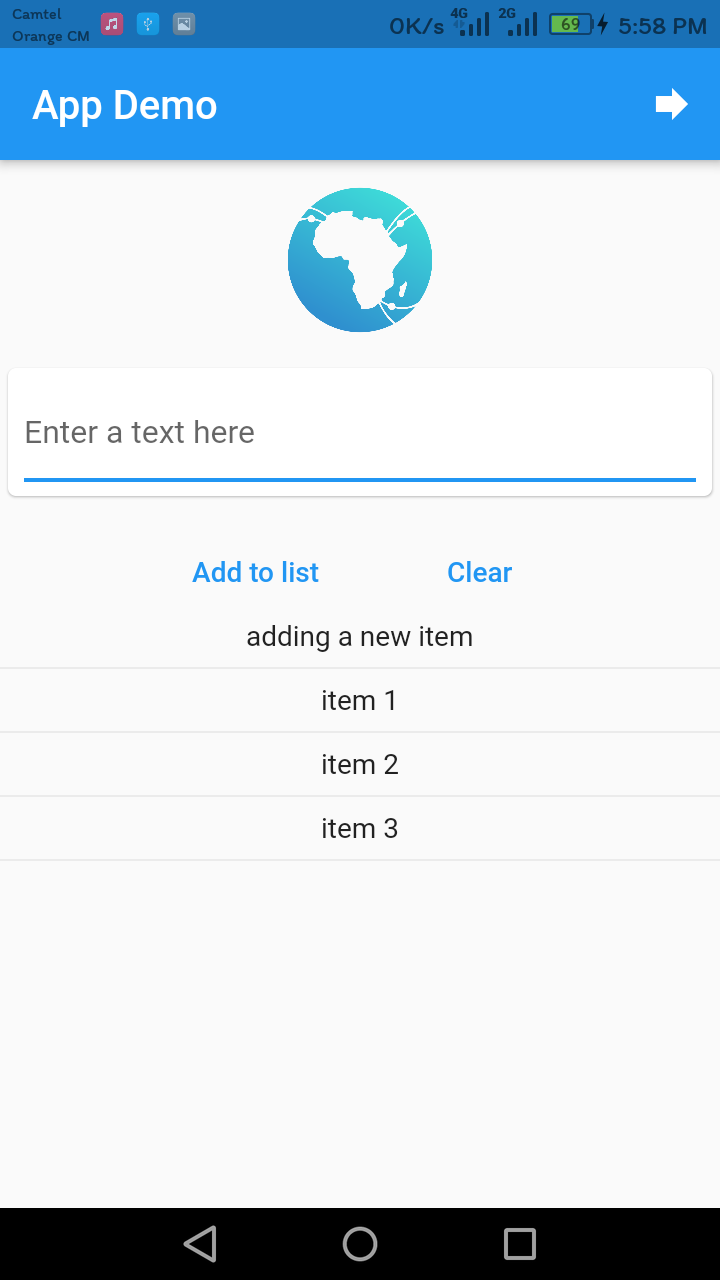 Camtel
Orange CM
0K/s 4G 2G 69 5:58 PM
App Demo
Enter a text here
Add to list Clear
adding a new item
item 1
item 2
item 3